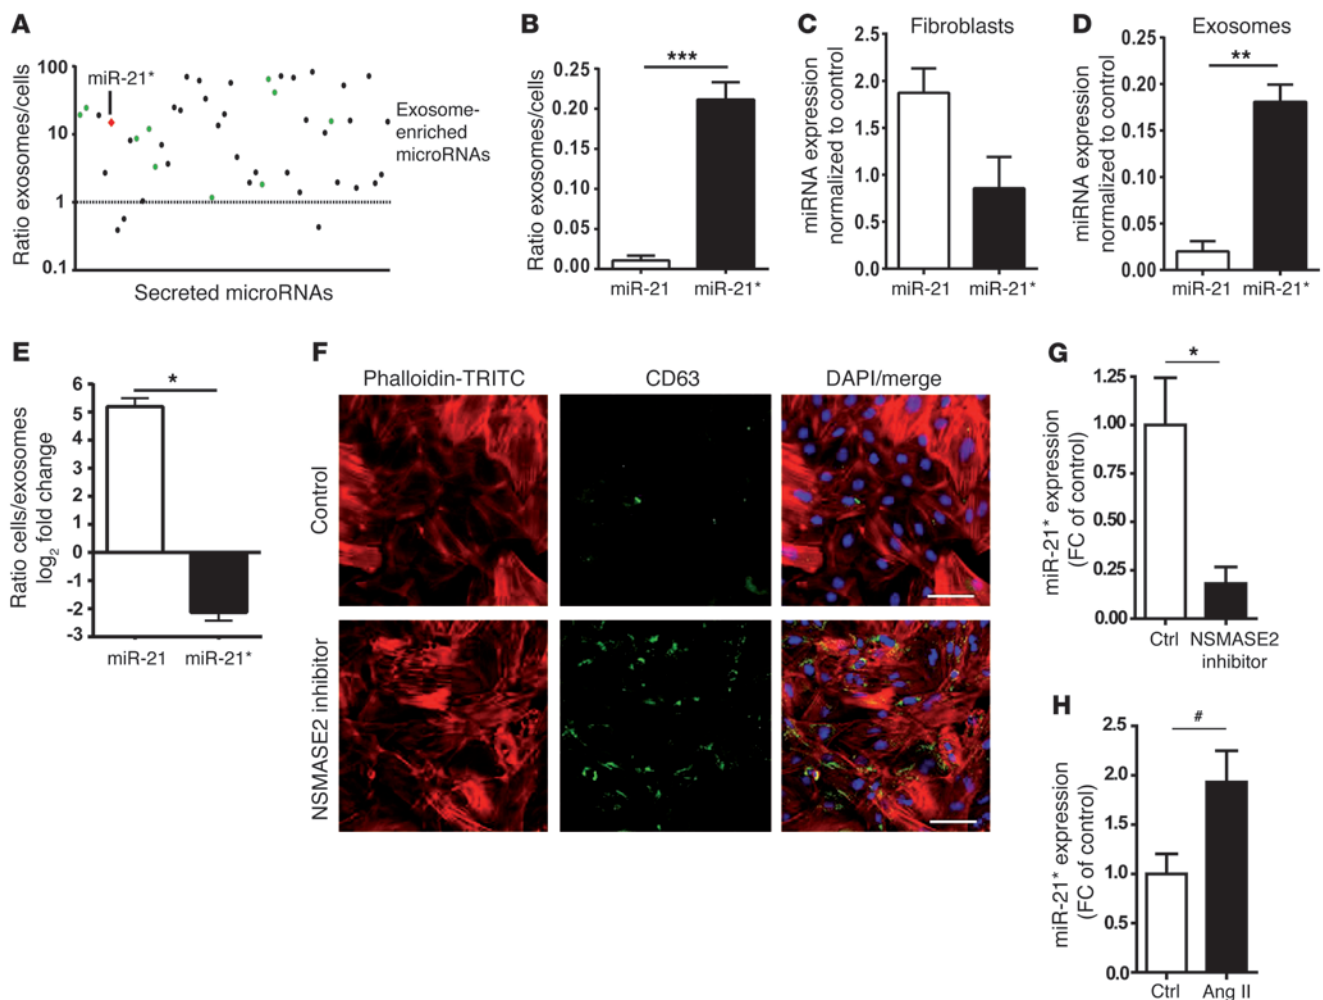 A
Ratio exosomes/cells
100
10
1
0.1
miR-21*
Exosome-
enriched
microRNAs
Secreted microRNAs
B
Ratio exosomes/cells
0.25
0.20
0.15
0.10
0.05
0.00
***
miR-21 miR-21*
C
Fibroblasts
miRNA expression
normalized to control
2.5
2.0
1.5
1.0
0.5
0.0
miR-21 miR-21*
D
Exosomes
miRNA expression
normalized to control
0.25
0.20
0.15
0.10
0.05
0.00
**
miR-21 miR-21*
E
Ratio cells/exosomes
log2 fold change
6
5
4
3
2
1
0
-1
-2
-3
*
miR-21 miR-21*
F
Phalloidin-TRITC CD63 DAPI/merge
Control
NSMASE2 inhibitor
G
miR-21* expression
(FC of control)
1.25
1.00
0.75
0.50
0.25
0.00
*
Ctrl NSMASE2
inhibitor
H
miR-21* expression
(FC of control)
2.5
2.0
1.5
1.0
0.5
0.0
#
Ctrl Ang II